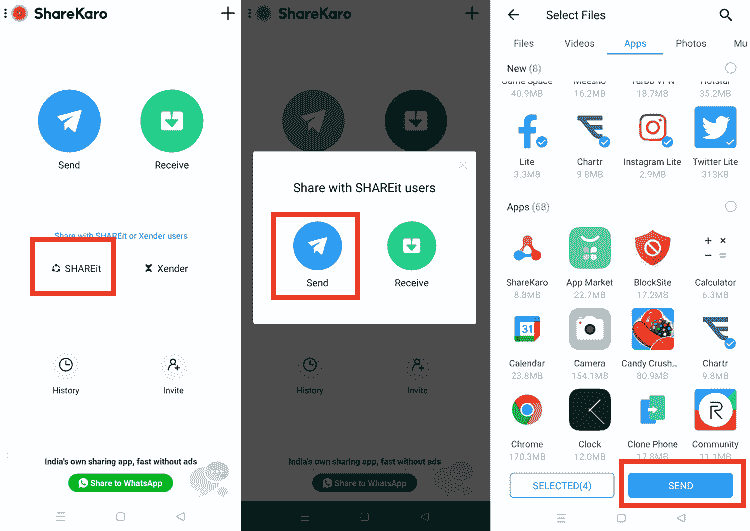 ShareKaro
Send
Receive
Share with SHAREit or Xender users
SHAREit
Xender
History
Invite
India's own sharing app, fast without ads
Share to WhatsApp
ShareKaro
Share with SHAREit users
Send
Receive
History
Invite
India's own sharing app, fast without ads
Share to WhatsApp
Select Files
Files Videos Apps Photos Mu
New (8)
Game Space Meesho Turbo VPN Hotstar
40.9MB 16.2MB 18.7MB 35.2MB
Lite Chartr Instagram Lite Twitter Lite
3.3MB 9.8MB 2.9MB 313KB
Apps (68)
ShareKaro App Market BlockSite Calculator
8.8MB 22.7MB 17.2MB 6.3MB
31
Calendar Camera Candy Crush... Chartr
23.8MB 154.1MB 80.9MB 9.8MB
Chrome Clock Clone Phone Community
170.3MB 12.0MB 17.8MB 11.1MB
SELECTED(4)
SEND